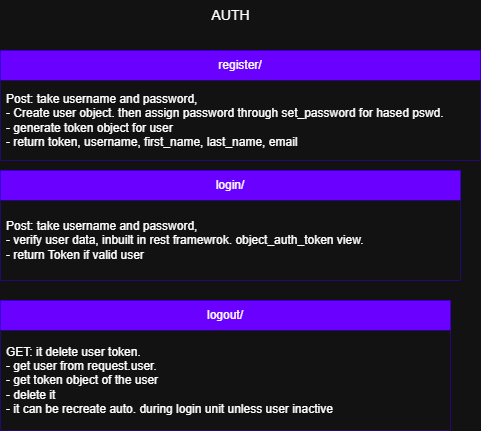 AUTH
register/
Post: take username and password,
- Create user object. then assign password through set_password for hased pswd.
- generate token object for user
- return token, username, first_name, last_name, email
login/
Post: take username and password,
- verify user data, inbuilt in rest framewrok. object_auth_token view.
- return Token if valid user
logout/
GET: it delete user token.
- get user from request.user.
- get token object of the user
- delete it
- it can be recreate auto. during login unit unless user inactive